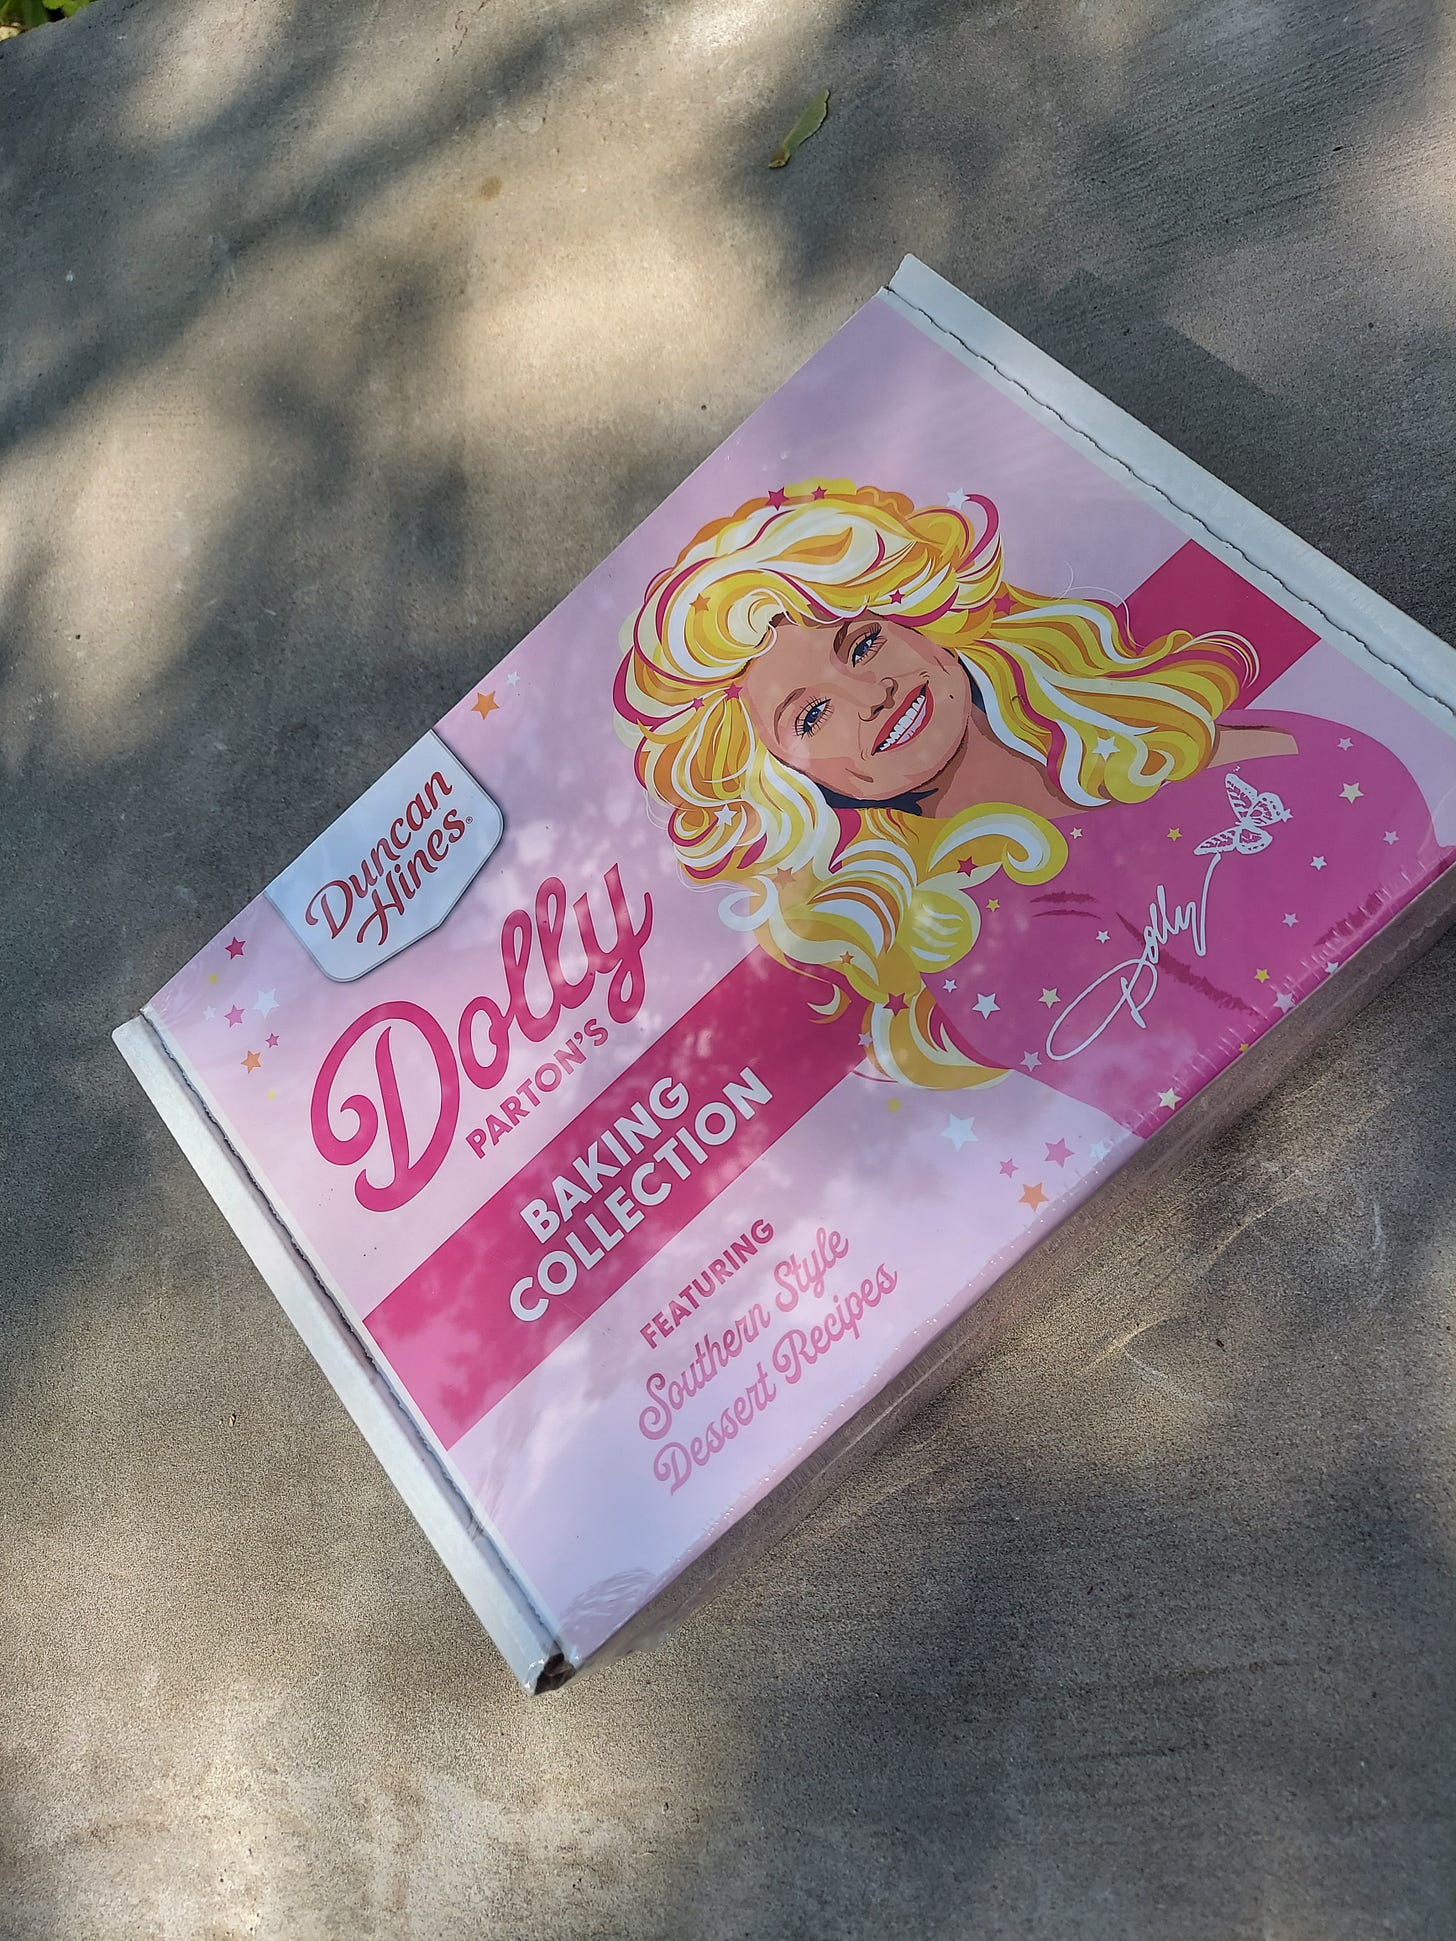 Duncan
Hines®
Dolly
PARTON'S
BAKING
COLLECTION
FEATURING
Southern Style
Dessert Recipes
Dolly